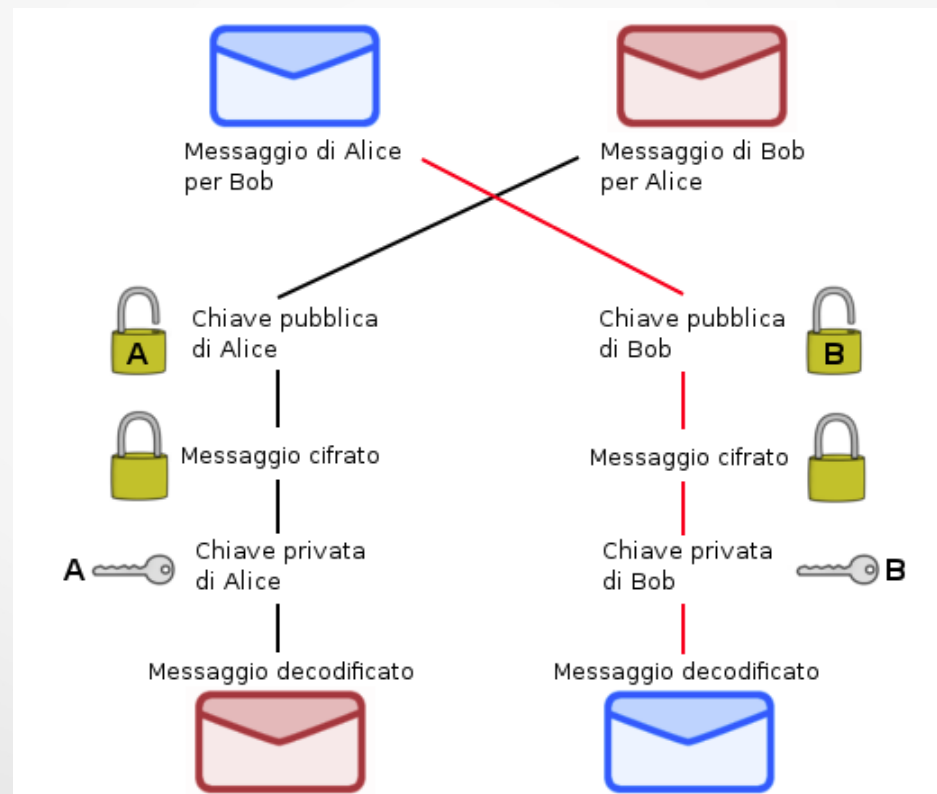 Messaggio di Alice
per Bob
Messaggio di Bob
per Alice
A
Chiave pubblica
di Alice
Chiave pubblica
di Bob
B
Messaggio cifrato
Messaggio cifrato
A
Chiave privata
di Alice
Chiave privata
di Bob
B
Messaggio decodificato
Messaggio decodificato